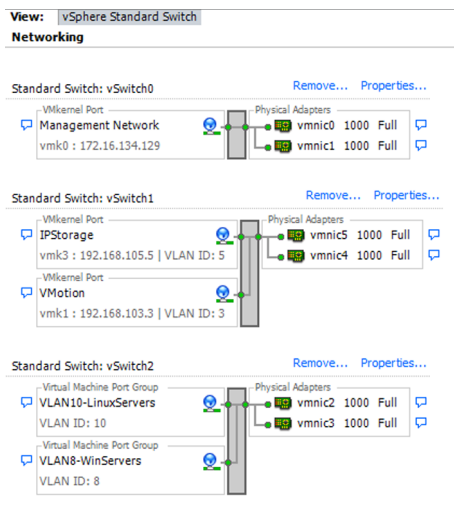 View: vSphere Standard Switch
Networking
Standard Switch: vSwitch0 Remove... Properties...
VMkernel Port Physical Adapters
Management Network vmnic0 1000 Full
vmk0 : 172.16.134.129 vmnic1 1000 Full
Standard Switch: vSwitch1 Remove... Properties...
VMkernel Port Physical Adapters
IPStorage vmnic5 1000 Full
vmk3 : 192.168.105.5 | VLAN ID: 5 vmnic4 1000 Full
VMkernel Port
VMotion
vmk1 : 192.168.103.3 | VLAN ID: 3
Standard Switch: vSwitch2 Remove... Properties...
Virtual Machine Port Group Physical Adapters
VLAN10-LinuxServers vmnic2 1000 Full
VLAN ID: 10 vmnic3 1000 Full
Virtual Machine Port Group
VLAN8-WinServers
VLAN ID: 8